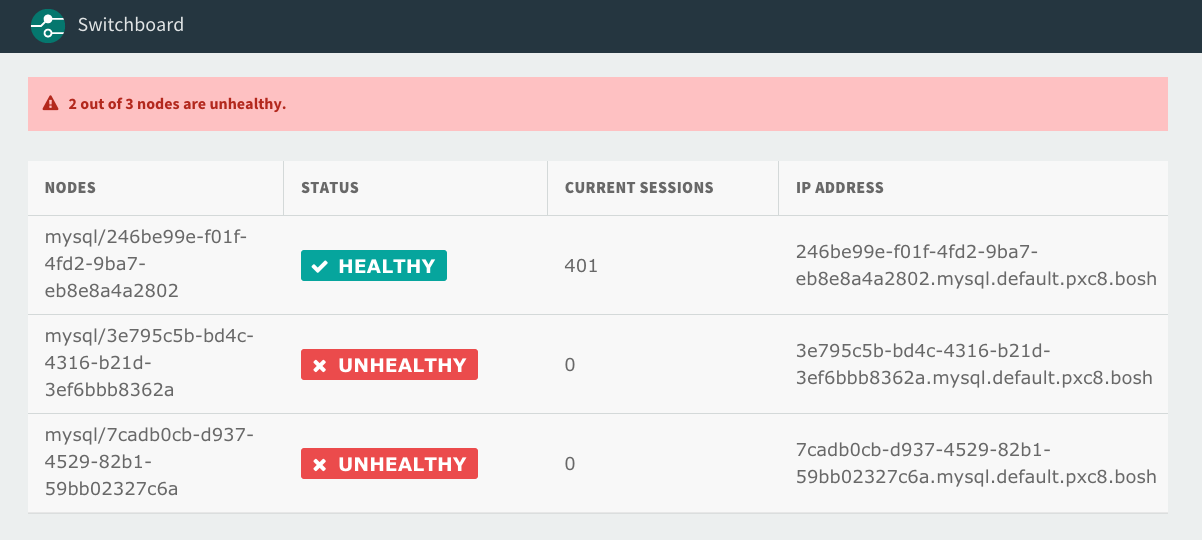 Switchboard
2 out of 3 nodes are unhealthy.
NODES STATUS CURRENT SESSIONS IP ADDRESS
mysql/246be99e-f01f-
4fd2-9ba7-
eb8e8a4a2802
HEALTHY
401
246be99e-f01f-4fd2-9ba7-
eb8e8a4a2802.mysql.default.pxc8.bosh
mysql/3e795c5b-bd4c-
4316-b21d-
3ef6bbb8362a
UNHEALTHY
0
3e795c5b-bd4c-4316-b21d-
3ef6bbb8362a.mysql.default.pxc8.bosh
mysql/7cadb0cb-d937-
4529-82b1-
59bb02327c6a
UNHEALTHY
0
7cadb0cb-d937-4529-82b1-
59bb02327c6a.mysql.default.pxc8.bosh